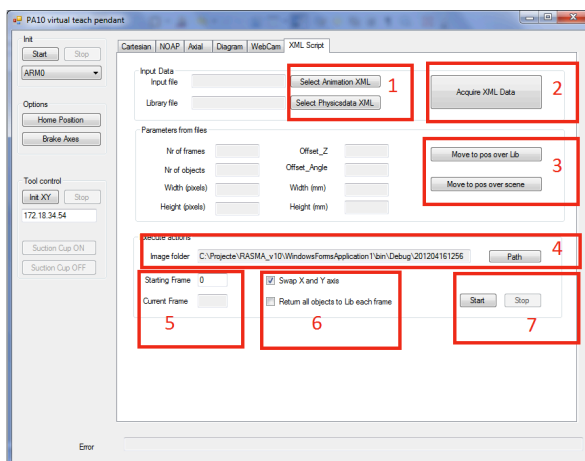 PA10 virtual teach pendant
Init
Start Stop
ARM0
Options
Home Position
Brake Axes
Tool control
Init XY Stop
172.18.34.54
Suction Cup ON
Suction Cup OFF
Cartesian NOAP Axial Diagram WebCam XML Script
Input Data
Input file Select Animation XML
Library file Select Physicsdata XML
1
Acquire XML Data
2
Parameters from files
Nr of frames Offset_Z
Nr of objects Offset_Angle
Width (pixels) Width (mm)
Height (pixels) Height (mm)
Move to pos over Lib
Move to pos over scene
3
Execute actions
Image folder C:\Projecte\RASMA_v10\WindowsFormsApplication1\bin\Debug\201204161256 Path
4
Starting Frame 0
Current Frame
5
Swap X and Y axis
Return all objects to Lib each frame
6
Start Stop
7
Error